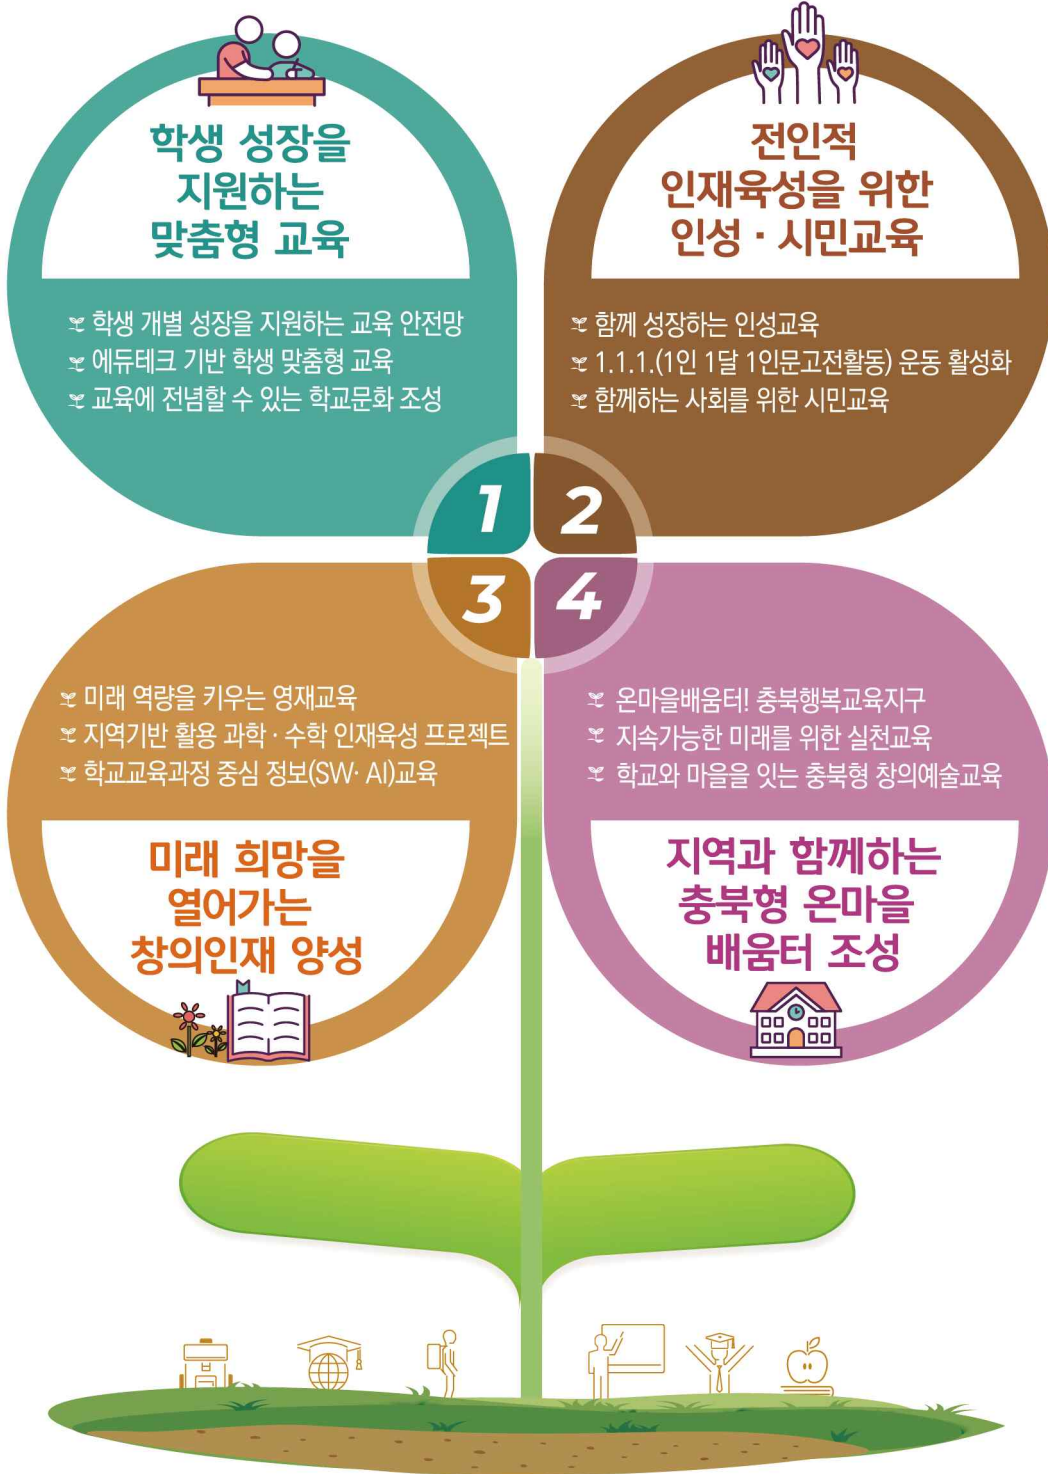 학생 성장을
지원하는
맞춤형 교육
학생 개별 성장을 지원하는 교육 안전망
에듀테크 기반 학생 맞춤형 교육
교육에 전념할 수 있는 학교문화 조성
1
전인적
인재육성을 위한
인성 · 시민교육
함께 성장하는 인성교육
1.1.1.(1인 1달 1인문고전활동) 운동 활성화
함께하는 사회를 위한 시민교육
2
3
미래 역량을 키우는 영재교육
지역기반 활용 과학 · 수학 인재육성 프로젝트
학교교육과정 중심 정보(SW· AI)교육
미래 희망을
열어가는
창의인재 양성
4
온마을배움터! 충북행복교육지구
지속가능한 미래를 위한 실천교육
학교와 마을을 잇는 충북형 창의예술교육
지역과 함께하는
충북형 온마을
배움터 조성